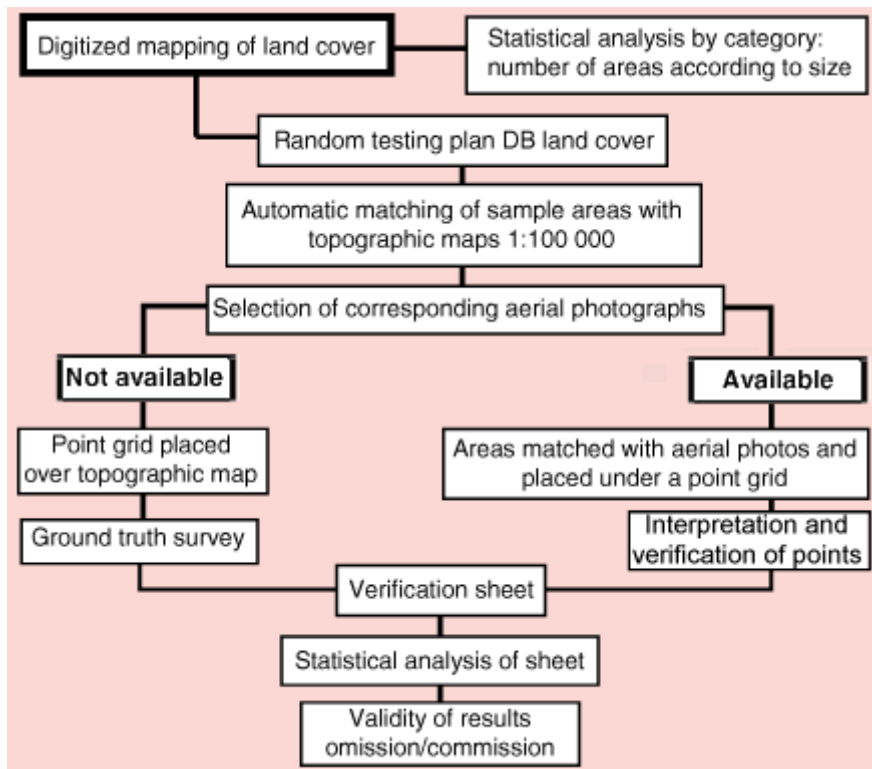 Digitized mapping of land cover
Statistical analysis by category:
number of areas according to size
Random testing plan DB land cover
Automatic matching of sample areas with
topographic maps 1:100 000
Selection of corresponding aerial photographs
Not available
Available
Point grid placed
over topographic map
Areas matched with aerial photos and
placed under a point grid
Ground truth survey
Interpretation and
verification of points
Verification sheet
Statistical analysis of sheet
Validity of results
omission/commission